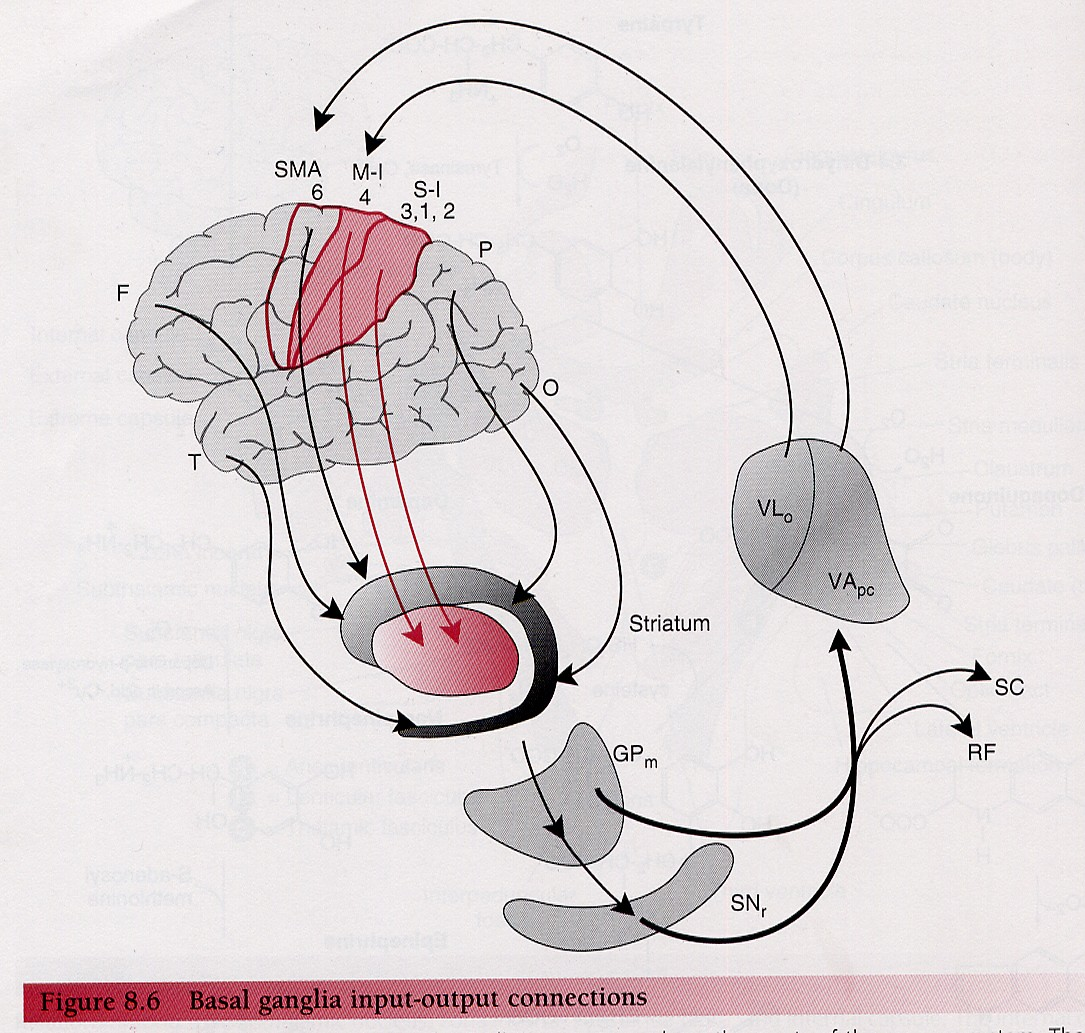 SMA
6
M-I
4
S-I
3,1, 2
P
F
O
T
VLo
VApc
Striatum
SC
RF
GPm
SNr
Figure 8.6 Basal ganglia input-output connections